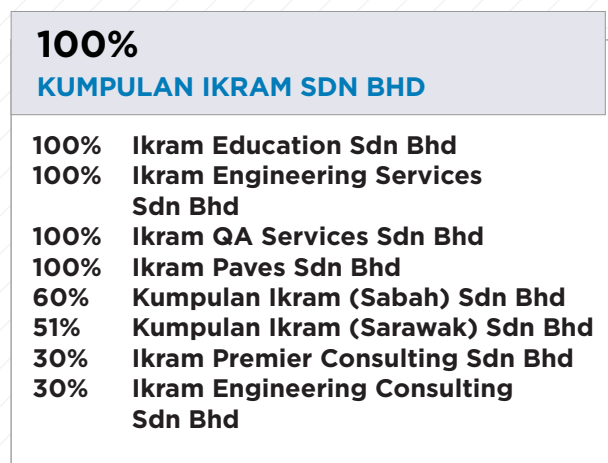 100%
KUMPULAN IKRAM SDN BHD
100% Ikram Education Sdn Bhd
100% Ikram Engineering Services
Sdn Bhd
100% Ikram QA Services Sdn Bhd
100% Ikram Paves Sdn Bhd
60% Kumpulan Ikram (Sabah) Sdn Bhd
51% Kumpulan Ikram (Sarawak) Sdn Bhd
30% Ikram Premier Consulting Sdn Bhd
30% Ikram Engineering Consulting
Sdn Bhd